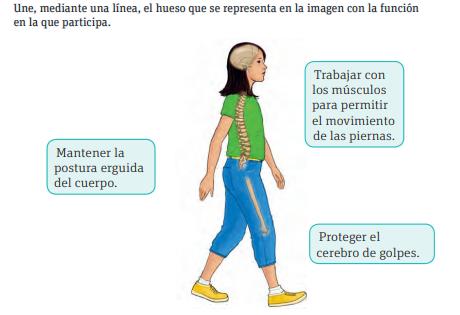 Une, mediante una línea, el hueso que se representa en la imagen con la función
en la que participa.
Trabajar con
los músculos
para permitir
el movimiento
de las piernas.
Mantener la
postura erguida
del cuerpo.
Proteger el
cerebro de golpes.